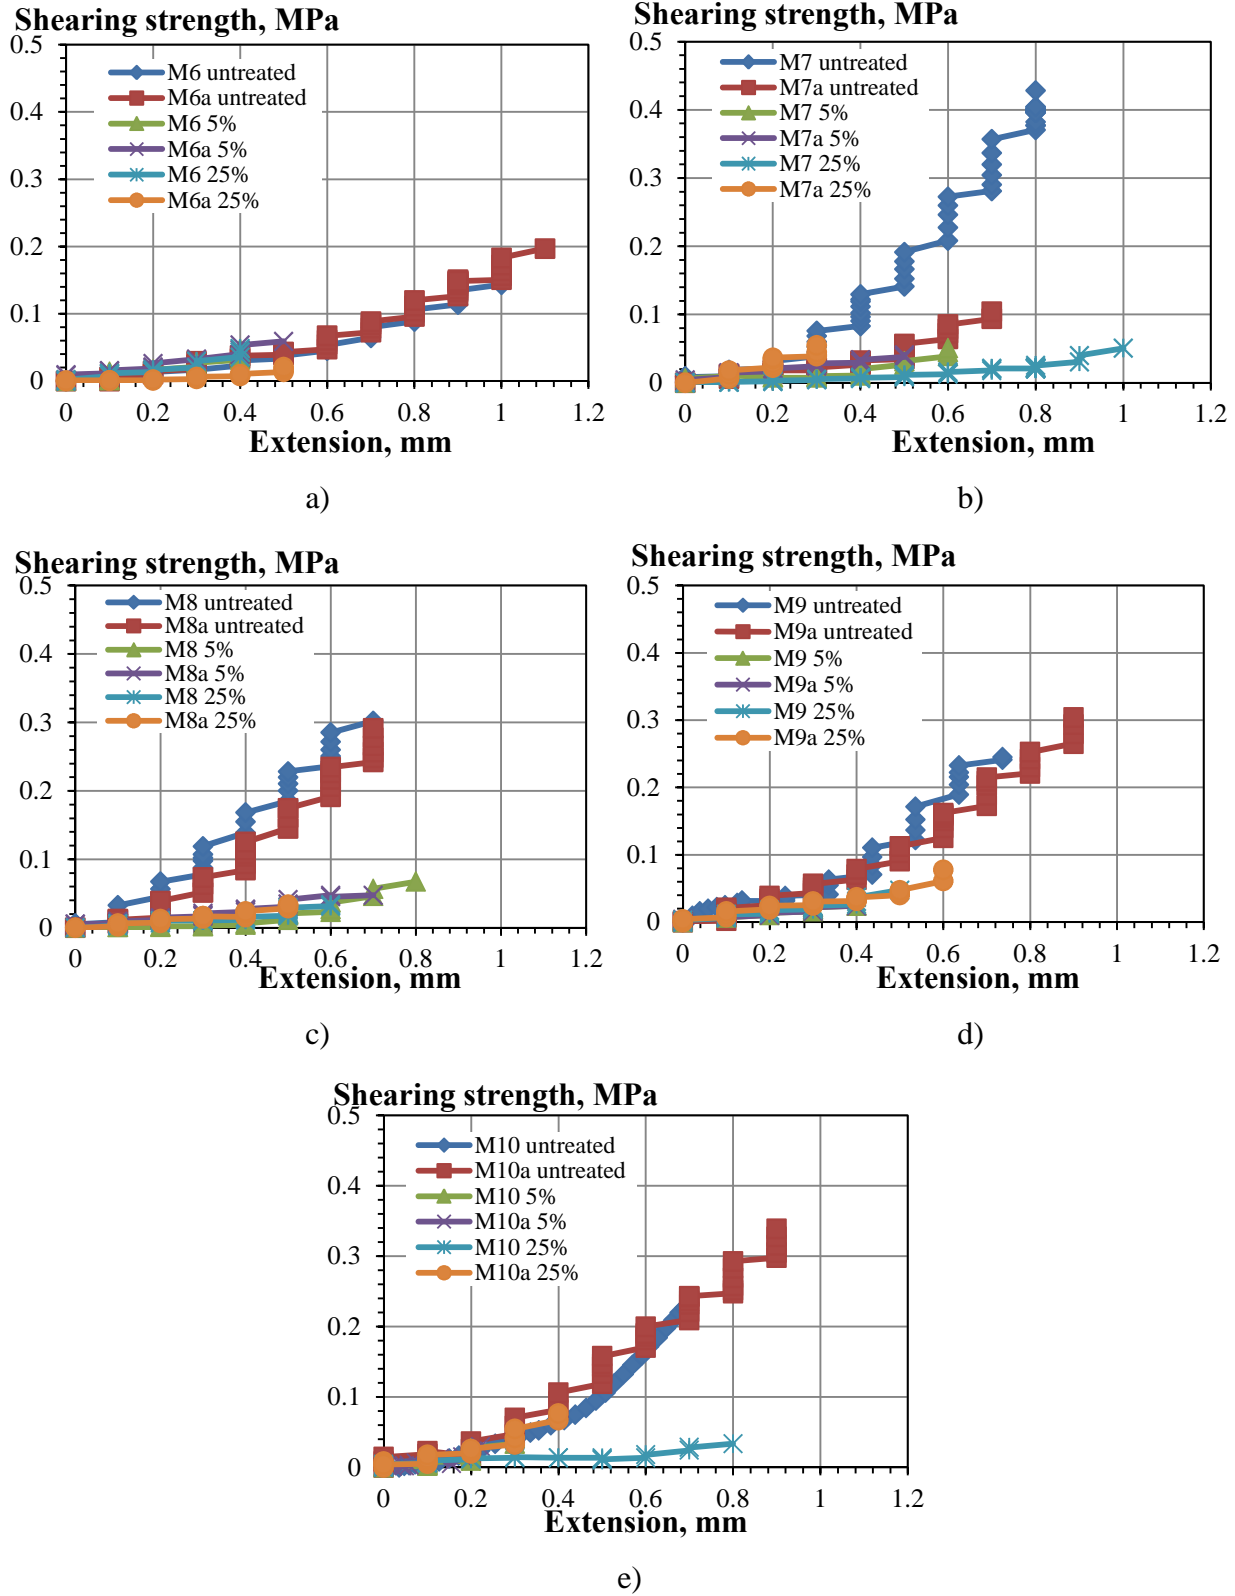 Shearing strength, MPa
0.5
0.4
0.3
0.2
0.1
0
M6 untreated
M6a untreated
M6 5%
M6a 5%
M6 25%
M6a 25%
0 0.2 0.4 0.6 0.8 1 1.2
Extension, mm
a)
Shearing strength, MPa
0.5
0.4
0.3
0.2
0.1
0
M7 untreated
M7a untreated
M7 5%
M7a 5%
M7 25%
M7a 25%
0 0.2 0.4 0.6 0.8 1 1.2
Extension, mm
b)
Shearing strength, MPa
0.5
0.4
0.3
0.2
0.1
0
M8 untreated
M8a untreated
M8 5%
M8a 5%
M8 25%
M8a 25%
0 0.2 0.4 0.6 0.8 1 1.2
Extension, mm
c)
Shearing strength, MPa
0.5
0.4
0.3
0.2
0.1
0
M9 untreated
M9a untreated
M9 5%
M9a 5%
M9 25%
M9a 25%
0 0.2 0.4 0.6 0.8 1 1.2
Extension, mm
d)
Shearing strength, MPa
0.5
0.4
0.3
0.2
0.1
0
M10 untreated
M10a untreated
M10 5%
M10a 5%
M10 25%
M10a 25%
0 0.2 0.4 0.6 0.8 1 1.2
Extension, mm
e)